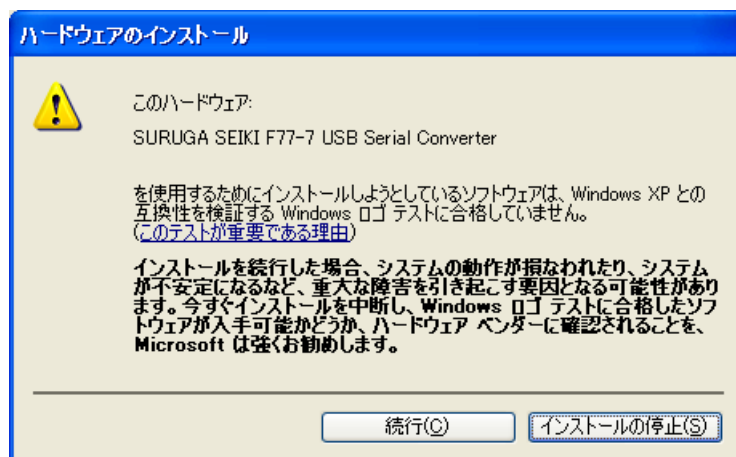 ハードウェアのインストール
このハードウェア:
SURUGA SEIKI F77-7 USB Serial Converter
を使用するためにインストールしようとしているソフトウェアは、Windows XP との
互換性を検証する Windows ロゴ テストに合格していません。
(このテストが重要である理由)
インストールを続行した場合、システムの動作が損なわれたり、システム
が不安定になるなど、重大な障害を引き起こす要因となる可能性があり
ます。今すぐインストールを中断し、Windows ロゴ テストに合格したソフ
トウェアが入手可能かどうか、ハードウェア ベンダーに確認されることを、
Microsoft は強くお勧めします。
続行(C) インストールの停止(S)